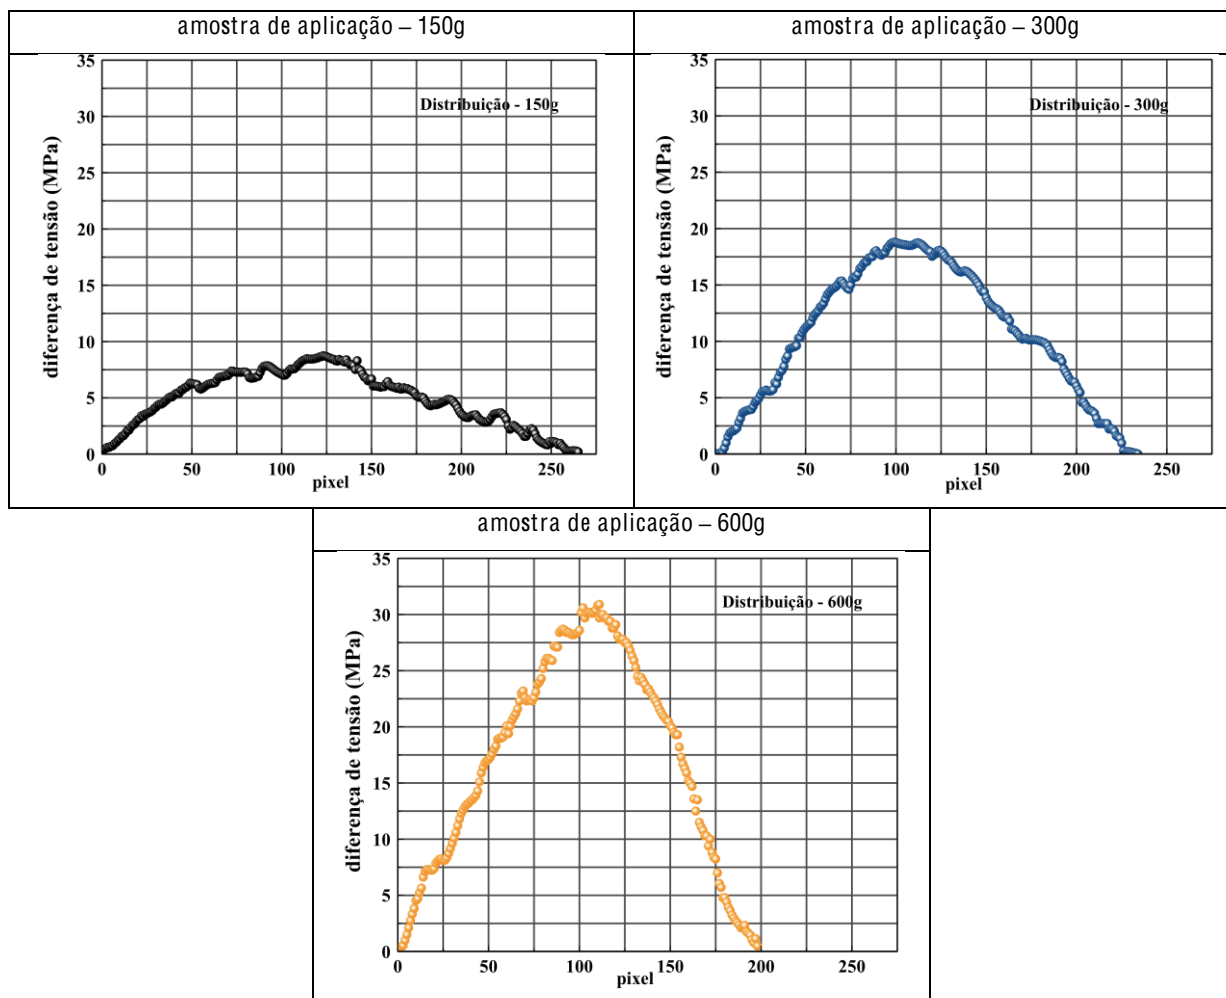 amostra de aplicação – 150g
35
30
25
20
15
10
5
0
diferença de tensão (MPa)
Distribuição - 150g
0 50 100 150 200 250
pixel
amostra de aplicação – 300g
35
30
25
20
15
10
5
0
diferença de tensão (MPa)
Distribuição - 300g
0 50 100 150 200 250
pixel
amostra de aplicação – 600g
35
30
25
20
15
10
5
0
diferença de tensão (MPa)
Distribuição - 600g
0 50 100 150 200 250
pixel